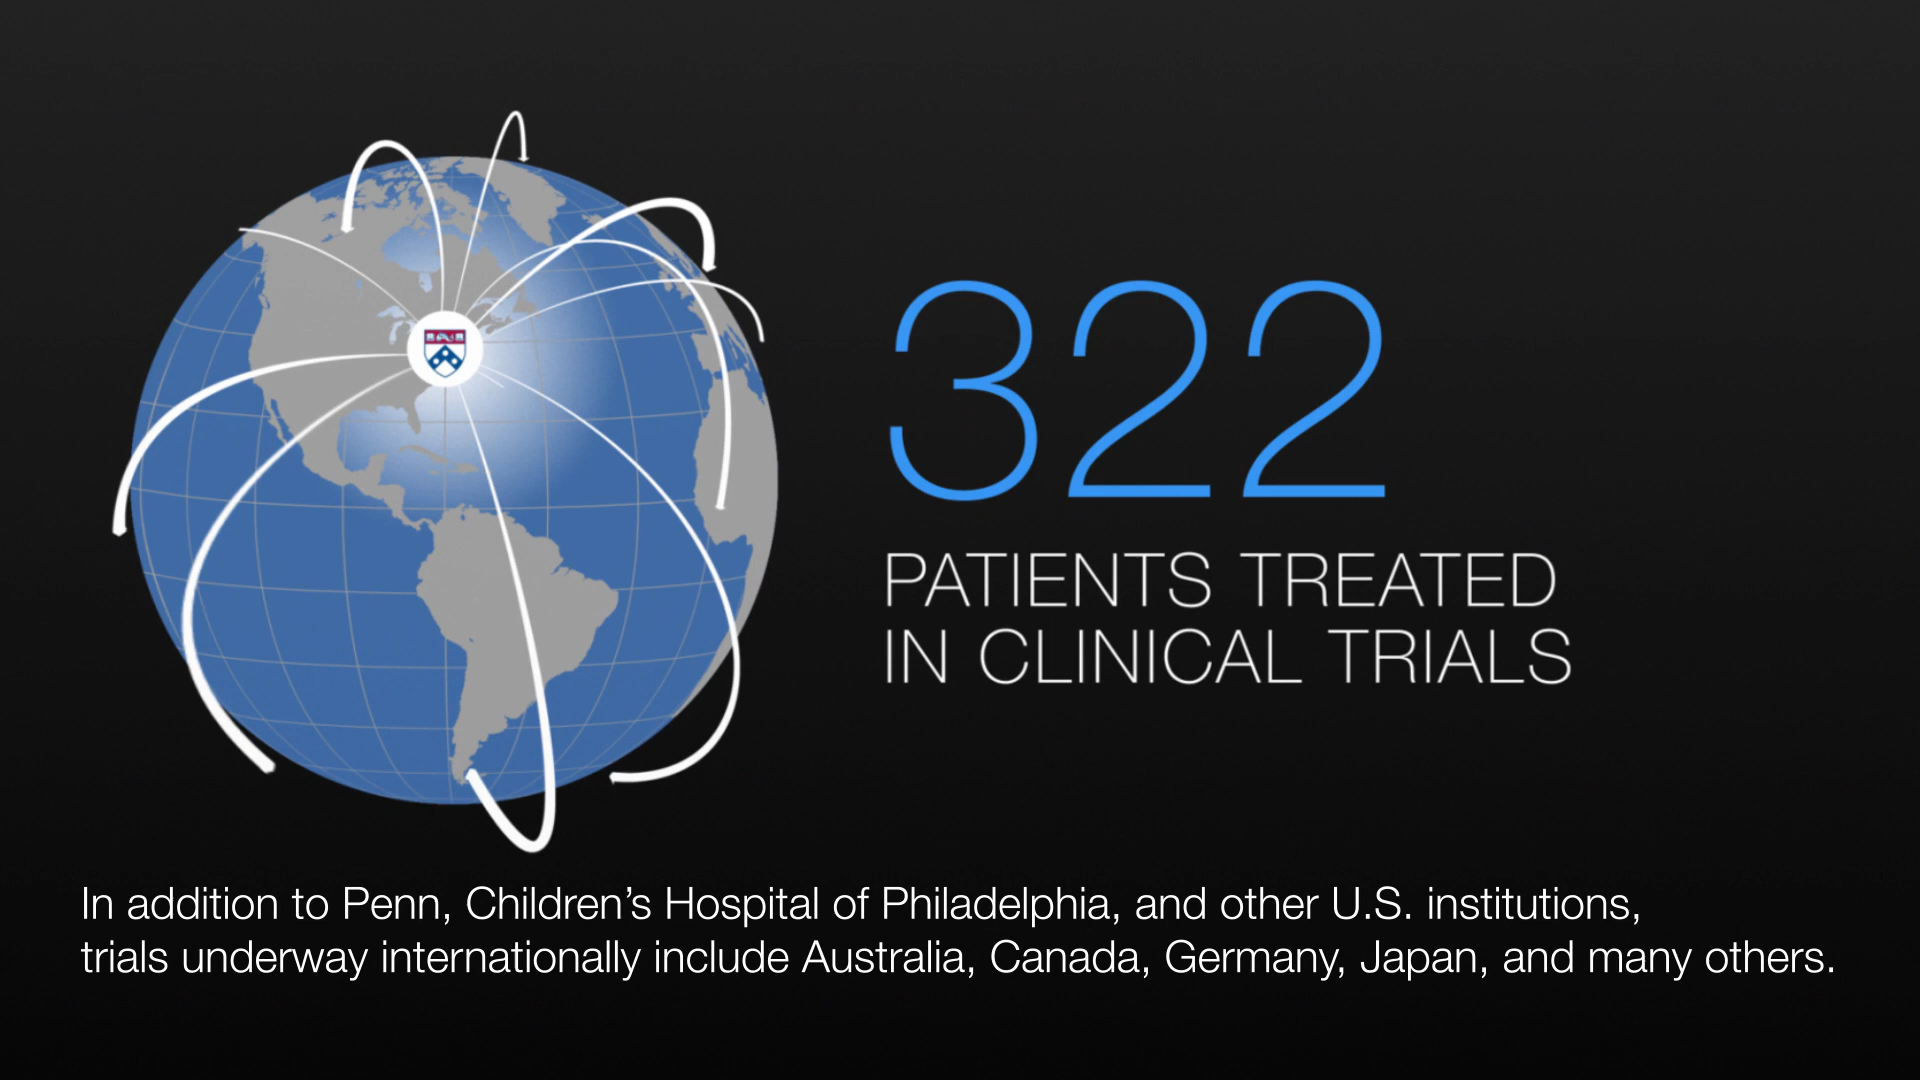 322
PATIENTS TREATED
IN CLINICAL TRIALS
In addition to Penn, Children’s Hospital of Philadelphia, and other U.S. institutions,
trials underway internationally include Australia, Canada, Germany, Japan, and many others.